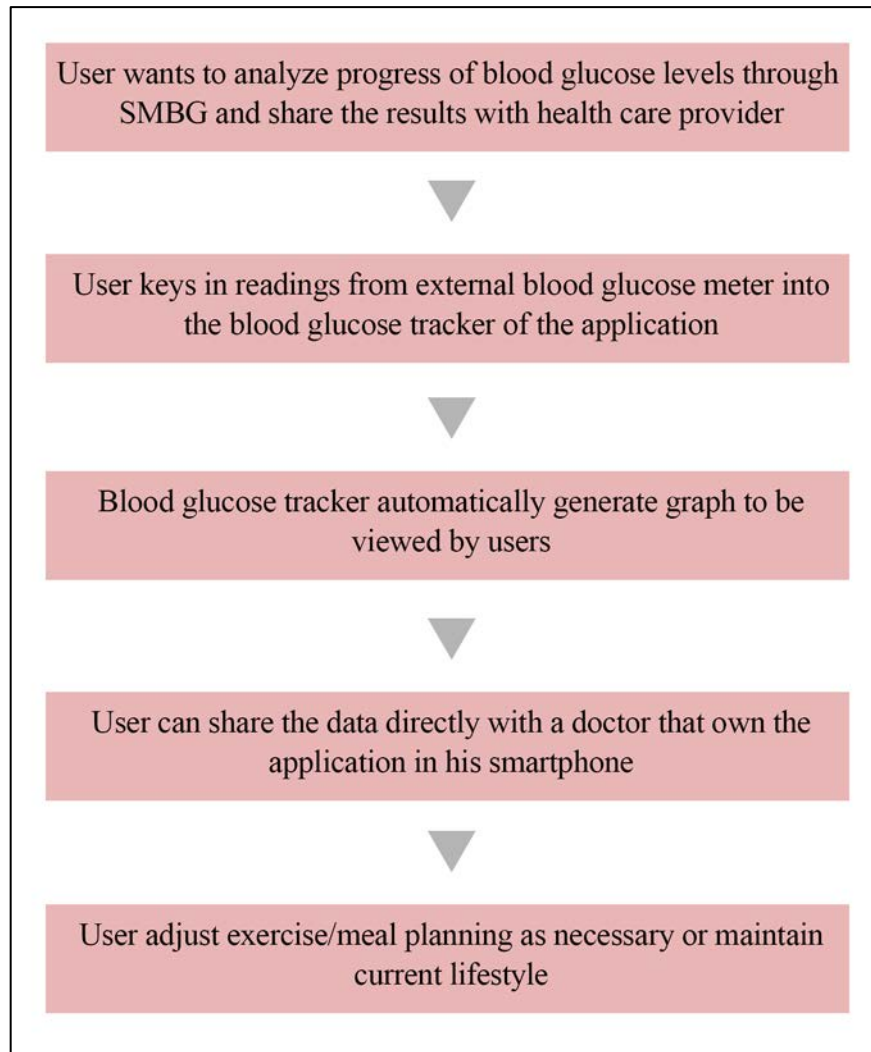 User wants to analyze progress of blood glucose levels through
SMBG and share the results with health care provider
User keys in readings from external blood glucose meter into
the blood glucose tracker of the application
Blood glucose tracker automatically generate graph to be
viewed by users
User can share the data directly with a doctor that own the
application in his smartphone
User adjust exercise/meal planning as necessary or maintain
current lifestyle